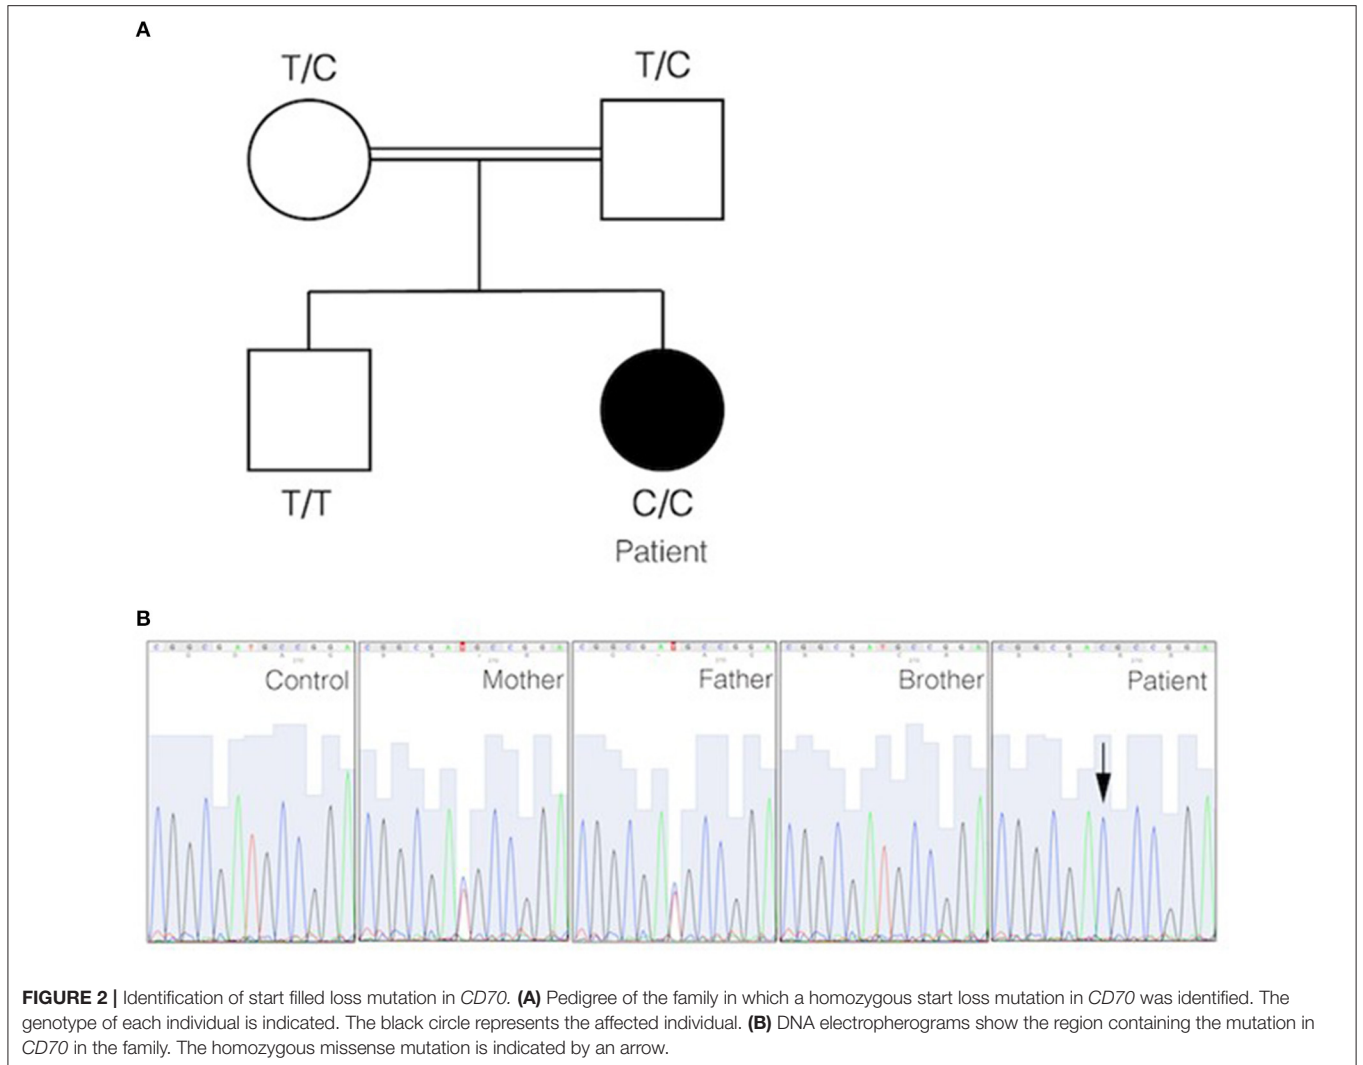 A
T/C
T/C
T/T
C/C
Patient
B
C G G C G A T G C C G G A
Control
Mother
Father
Brother
Patient
FIGURE 2 | Identification of start filled loss mutation in CD70. (A) Pedigree of the family in which a homozygous start loss mutation in CD70 was identified. The
genotype of each individual is indicated. The black circle represents the affected individual. (B) DNA electropherograms show the region containing the mutation in
CD70 in the family. The homozygous missense mutation is indicated by an arrow.